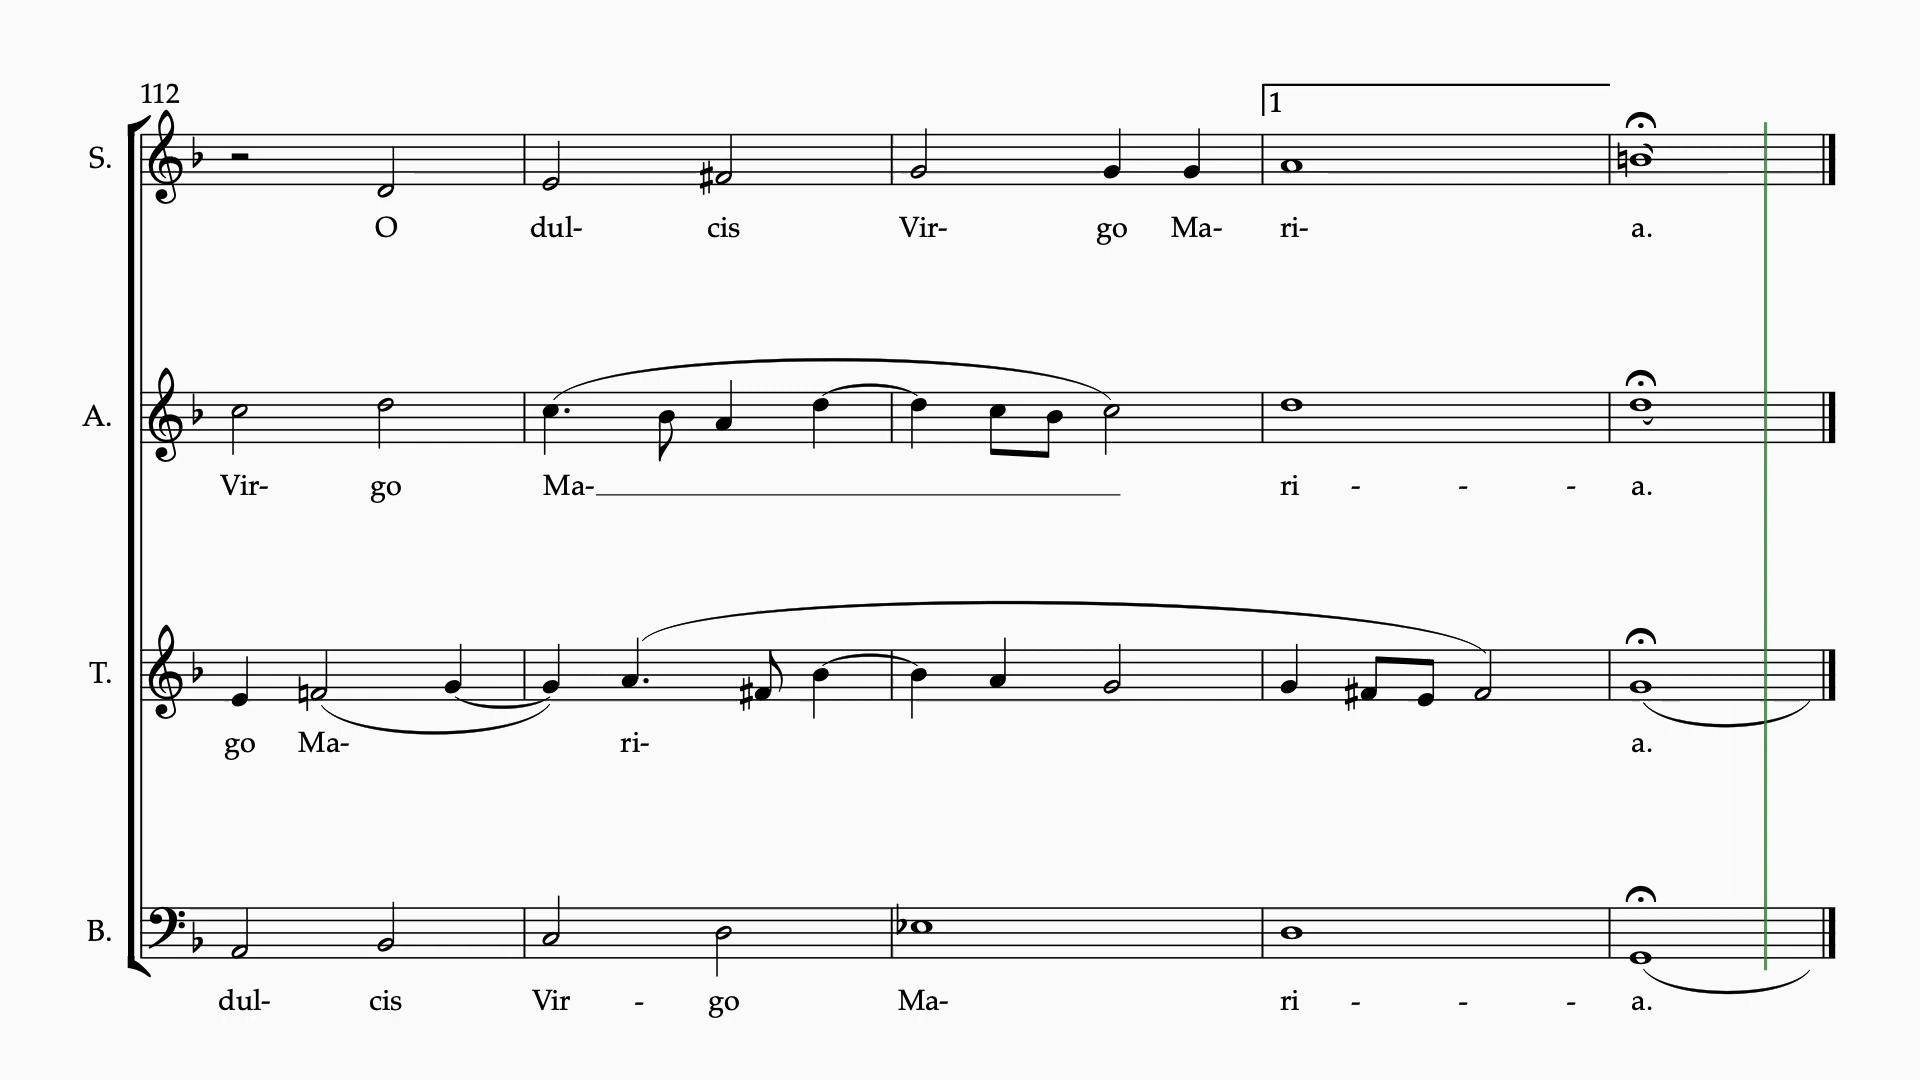 112
1
S.
O dul- cis Vir- go Ma- ri- a.
A.
Vir- go Ma- ri - - - a.
T.
go Ma- ri- a.
B.
dul- cis Vir - go Ma- ri - - - a.